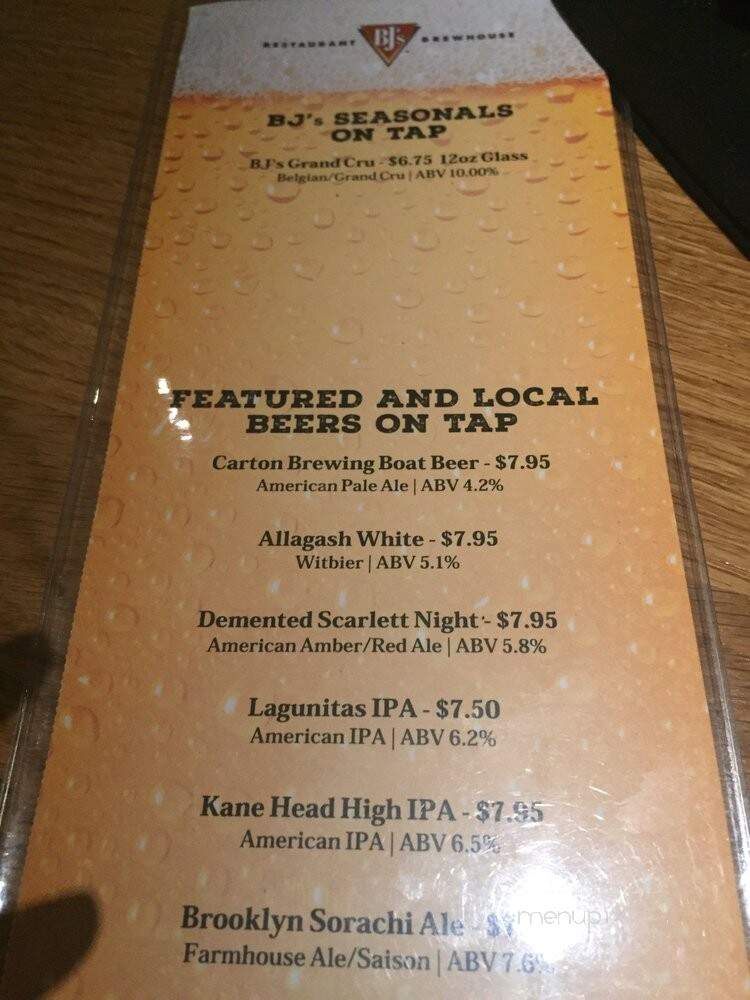 RESTAURANT BJ's BREWHOUSE
BJ's SEASONALS
ON TAP
BJ's Grand Cru - $6.75 12oz Glass
Belgian/Grand Cru | ABV 10.00%
FEATURED AND LOCAL
BEERS ON TAP
Carton Brewing Boat Beer - $7.95
American Pale Ale | ABV 4.2%
Allagash White - $7.95
Witbier | ABV 5.1%
Demented Scarlett Night - $7.95
American Amber/Red Ale | ABV 5.8%
Lagunitas IPA - $7.50
American IPA | ABV 6.2%
Kane Head High IPA - $7.95
American IPA | ABV 6.5%
Brooklyn Sorachi Ale -
Farmhouse Ale/Saison | ABV 7.6%
menupix